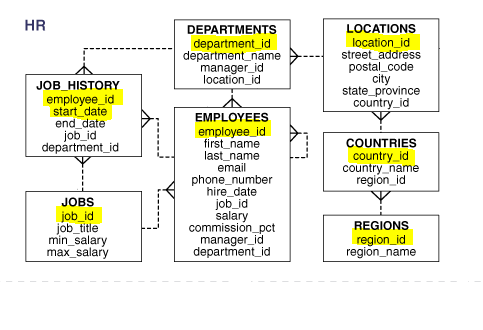 HR
DEPARTMENTS
department_id
department_name
manager_id
location_id
LOCATIONS
location_id
street_address
postal_code
city
state_province
country_id
JOB_HISTORY
employee_id
start_date
end_date
job_id
department_id
EMPLOYEES
employee_id
first_name
last_name
email
phone_number
hire_date
job_id
salary
commission_pct
manager_id
department_id
COUNTRIES
country_id
country_name
region_id
JOBS
job_id
job_title
min_salary
max_salary
REGIONS
region_id
region_name